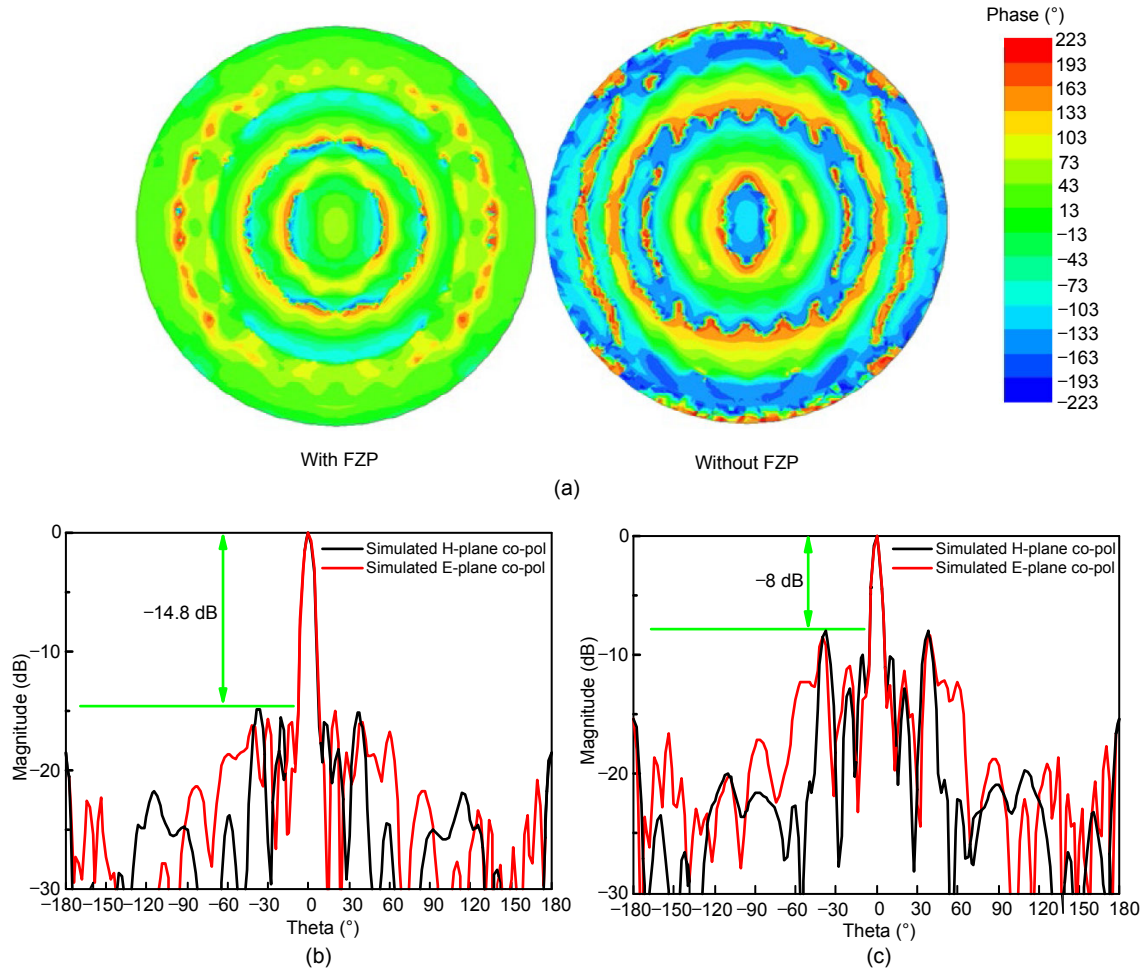 Phase (°)
223
193
163
133
103
73
43
13
−13
−43
−73
−103
−133
−163
−193
−223
With FZP
Without FZP
(a)
0
−10
−20
−30
Magnitude (dB)
Simulated H-plane co-pol
Simulated E-plane co-pol
−14.8 dB
−180 −150 −120 −90 −60 −30 0 30 60 90 120 150 180
Theta (°)
(b)
0
−10
−20
−30
Magnitude (dB)
Simulated H-plane co-pol
Simulated E-plane co-pol
−8 dB
−180 −150 −120 −90 −60 −30 0 30 60 90 120 150 180
Theta (°)
(c)